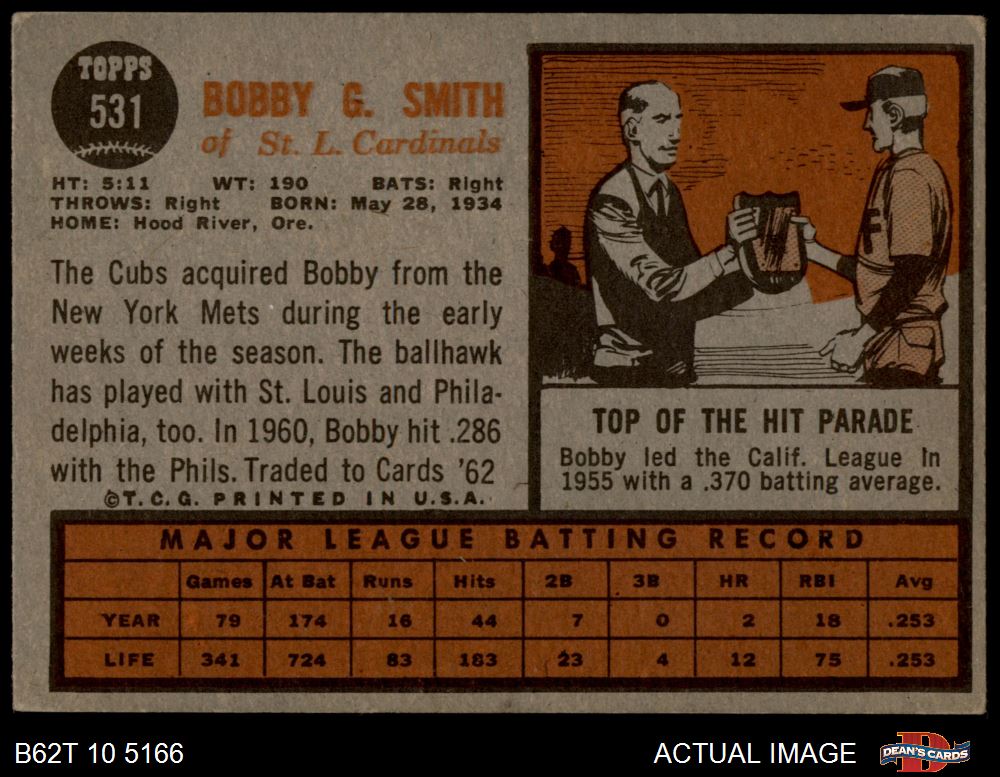 TOPPS
531
BOBBY G. SMITH
of St. L. Cardinals
HT: 5:11 WT: 190 BATS: Right
THROWS: Right BORN: May 28, 1934
HOME: Hood River, Ore.
The Cubs acquired Bobby from the
New York Mets during the early
weeks of the season. The ballhawk
has played with St. Louis and Phila-
delphia, too. In 1960, Bobby hit .286
with the Phils. Traded to Cards '62
©T.C.G. PRINTED IN U.S.A.
F
TOP OF THE HIT PARADE
Bobby led the Calif. League in
1955 with a .370 batting average.
MAJOR LEAGUE BATTING RECORD
Games At Bat Runs Hits 2B 3B HR RBI Avg
YEAR 79 174 16 44 7 0 2 18 .253
LIFE 341 724 83 183 23 4 12 75 .253
B62T 10 5166 ACTUAL IMAGE
DEAN'S CARDS